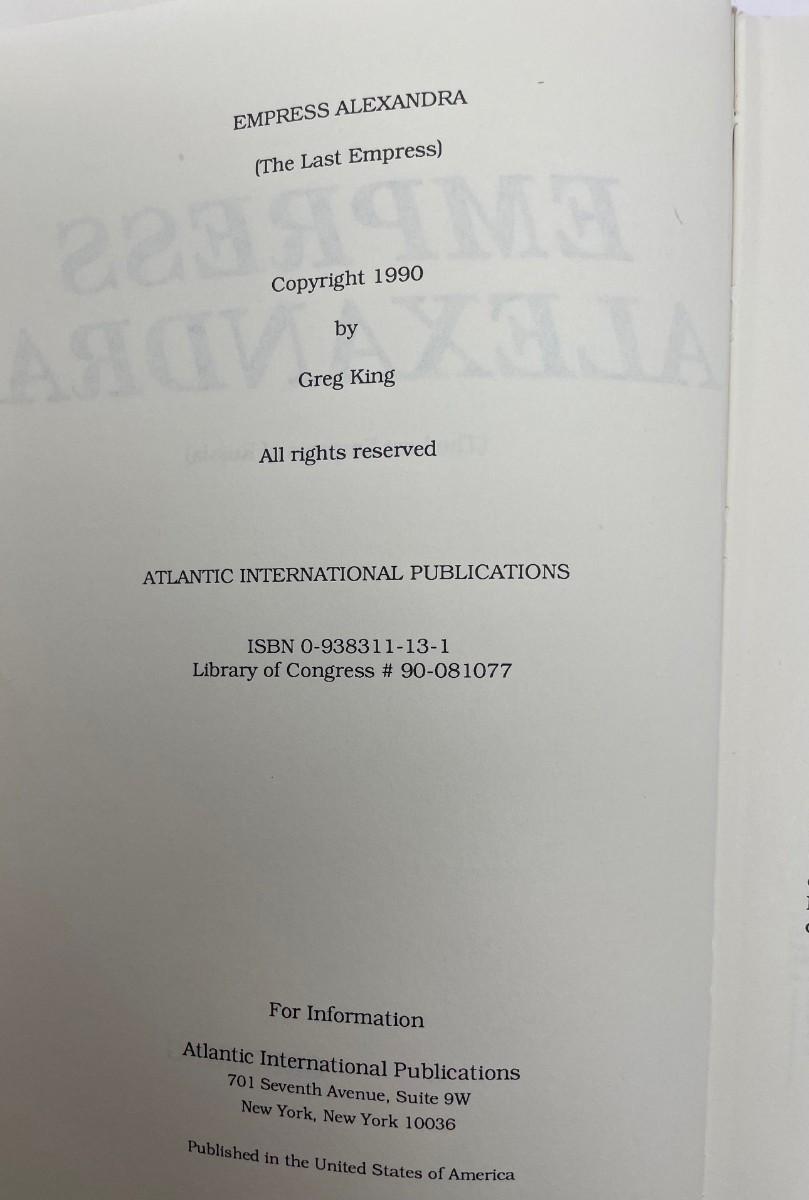 EMPRESS ALEXANDRA
(The Last Empress)
Copyright 1990
by
Greg King
All rights reserved
ATLANTIC INTERNATIONAL PUBLICATIONS
ISBN 0-938311-13-1
Library of Congress # 90-081077
For Information
Atlantic International Publications
701 Seventh Avenue, Suite 9W
New York, New York 10036
Published in the United States of America
EMPRESS
ALEXANDRA